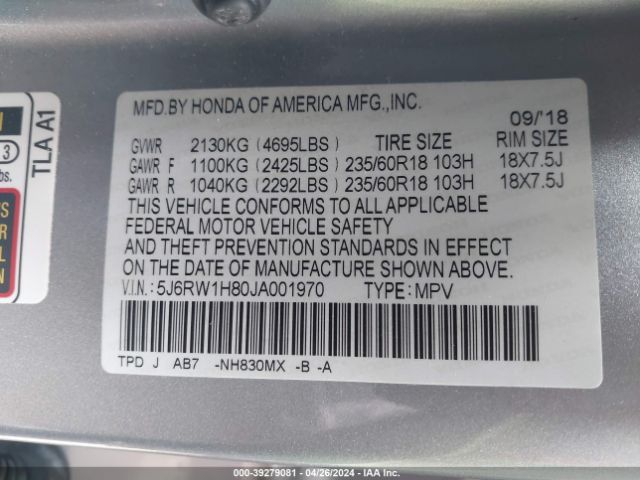 MFD.BY HONDA OF AMERICA MFG.,INC.
09/'18
GVWR 2130KG (4695LBS) TIRE SIZE RIM SIZE
GAWR F 1100KG (2425LBS) 235/60R18 103H 18X7.5J
GAWR R 1040KG (2292LBS) 235/60R18 103H 18X7.5J
THIS VEHICLE CONFORMS TO ALL APPLICABLE
FEDERAL MOTOR VEHICLE SAFETY
AND THEFT PREVENTION STANDARDS IN EFFECT
ON THE DATE OF MANUFACTURE SHOWN ABOVE.
V.I.N.: 5J6RW1H80JA001970 TYPE: MPV
TPD J AB7 -NH830MX -B -A
TLA A1
3
bs.
000-39279081 - 04/26/2024 - IAA Inc.